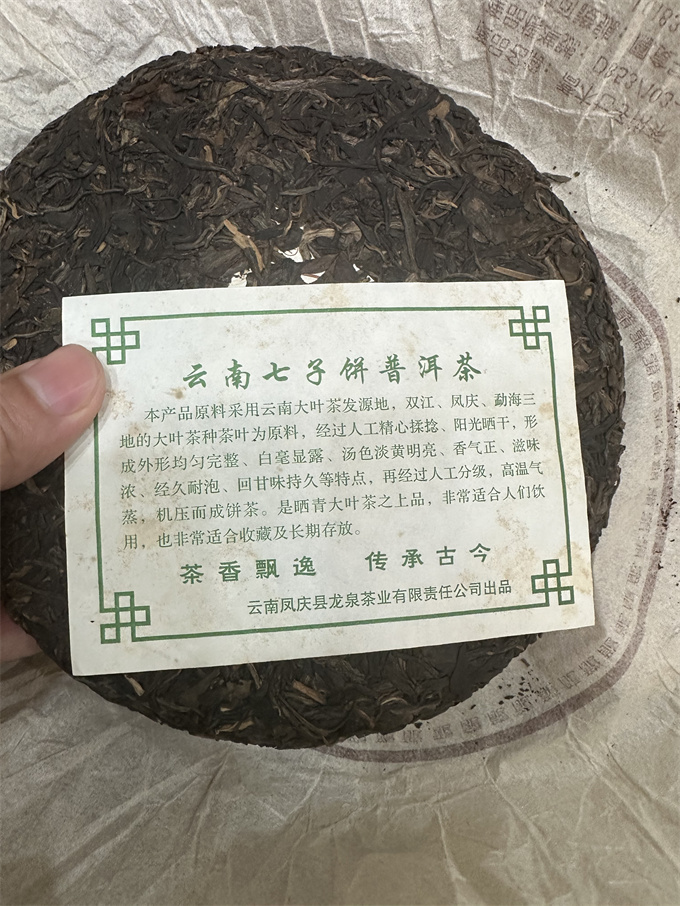 云南七子饼普洱茶
本产品原料采用云南大叶茶发源地，双江、凤庆、勐海三
地的大叶茶种茶叶为原料，经过人工精心揉捻、阳光晒干，形
成外形均匀完整、白毫显露、汤色淡黄明亮、香气正、滋味
浓、经久耐泡、回甘味持久等特点，再经过人工分级，高温气
蒸，机压而成饼茶。是晒青大叶茶之上品，非常适合人们饮
用，也非常适合收藏及长期存放。
茶香飘逸 传承古今
云南凤庆县龙泉茶业有限责任公司出品